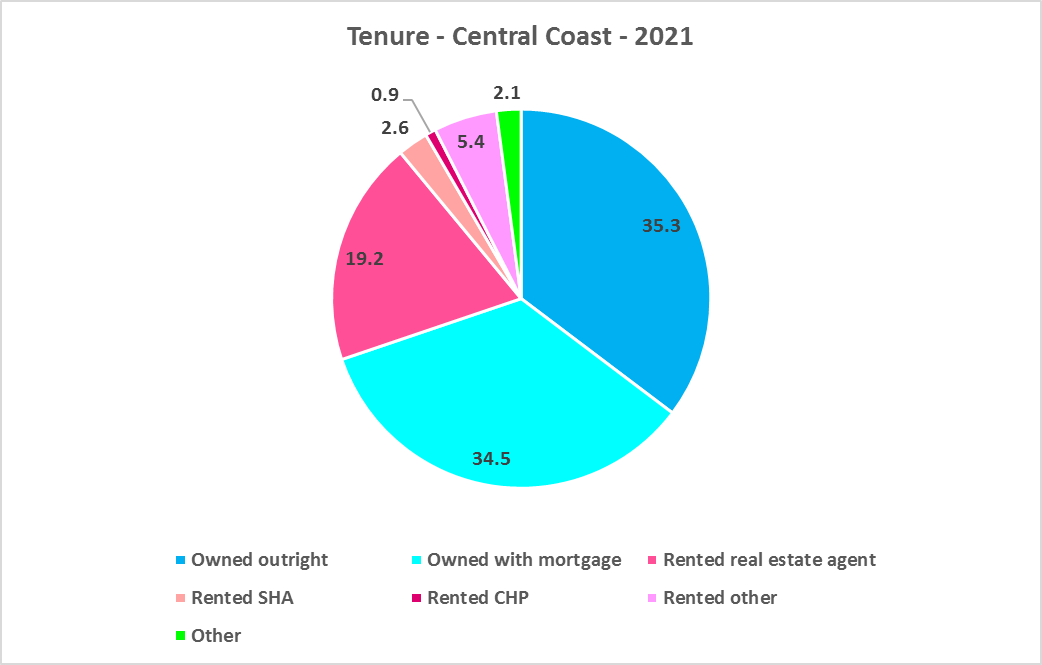 Tenure - Central Coast - 2021
0.9
2.1
2.6
5.4
35.3
19.2
34.5
Owned outright
Owned with mortgage
Rented real estate agent
Rented SHA
Rented CHP
Rented other
Other